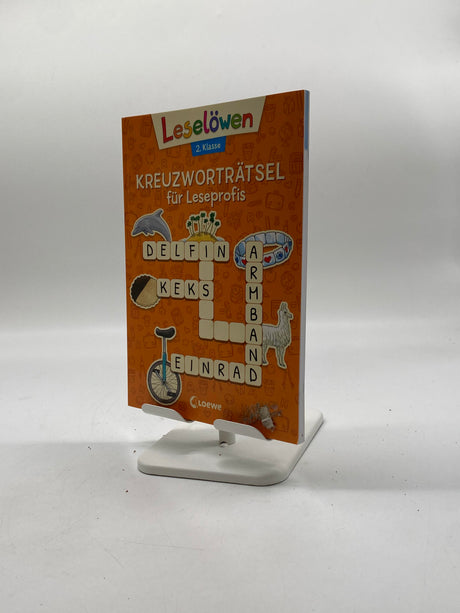 Leselöwen
2. Klasse
KREUZWORTRÄTSEL
für Leseprofis
DELFIN
ARMBAND
KEKS
EINRAD
Loewe